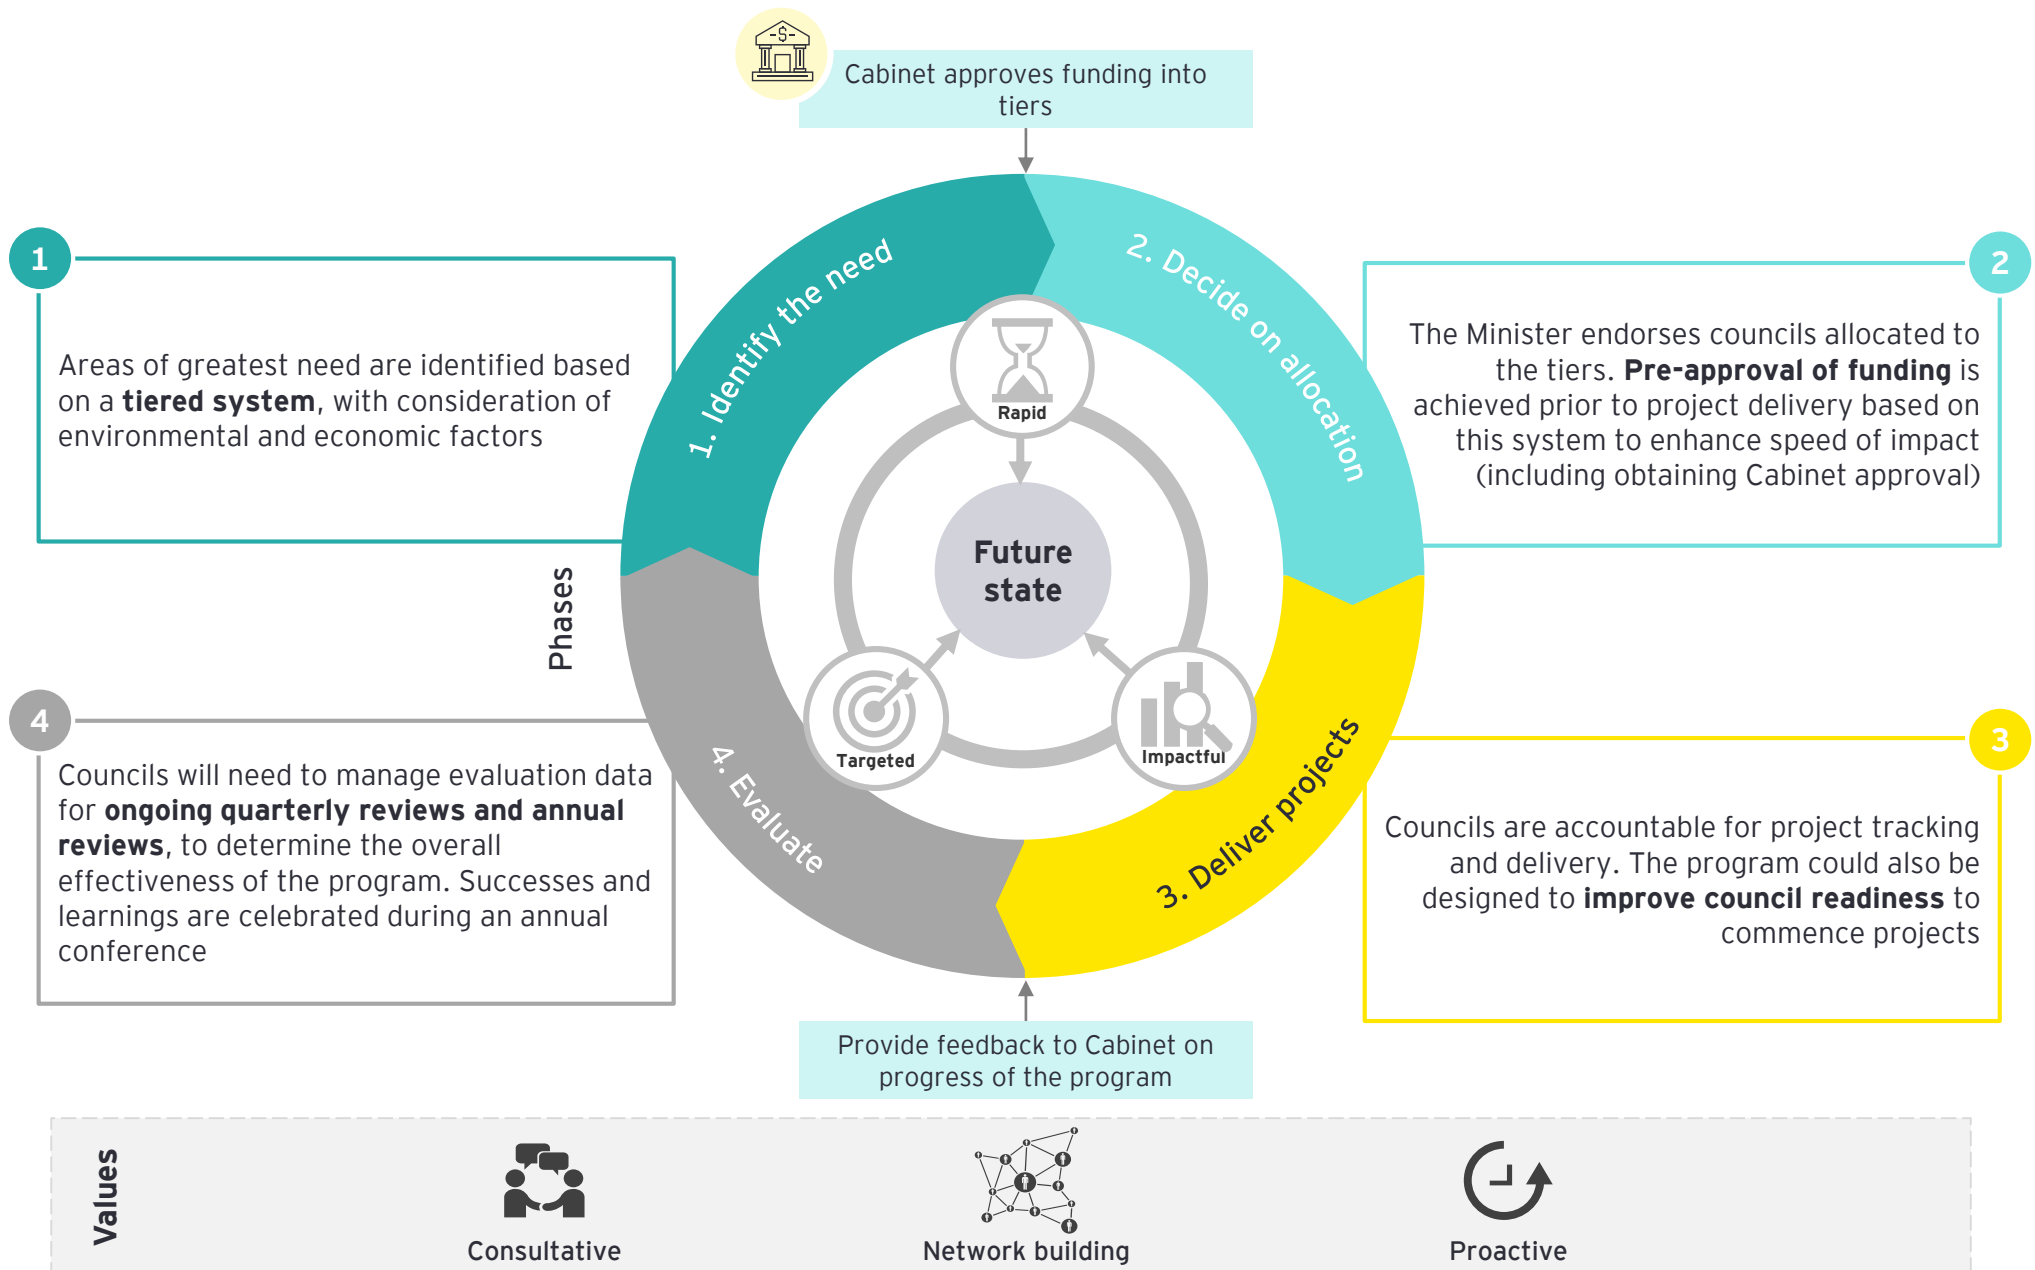 Cabinet approves funding into
tiers
1
Areas of greatest need are identified based
on a tiered system, with consideration of
environmental and economic factors
1. Identify the need
2. Decide on allocation
2
The Minister endorses councils allocated to
the tiers. Pre-approval of funding is
achieved prior to project delivery based on
this system to enhance speed of impact
(including obtaining Cabinet approval)
Rapid
Future
state
Targeted
Impactful
Phases
4
Councils will need to manage evaluation data
for ongoing quarterly reviews and annual
reviews, to determine the overall
effectiveness of the program. Successes and
learnings are celebrated during an annual
conference
4. Evaluate
3. Deliver projects
3
Councils are accountable for project tracking
and delivery. The program could also be
designed to improve council readiness to
commence projects
Provide feedback to Cabinet on
progress of the program
Values
Consultative
Network building
Proactive